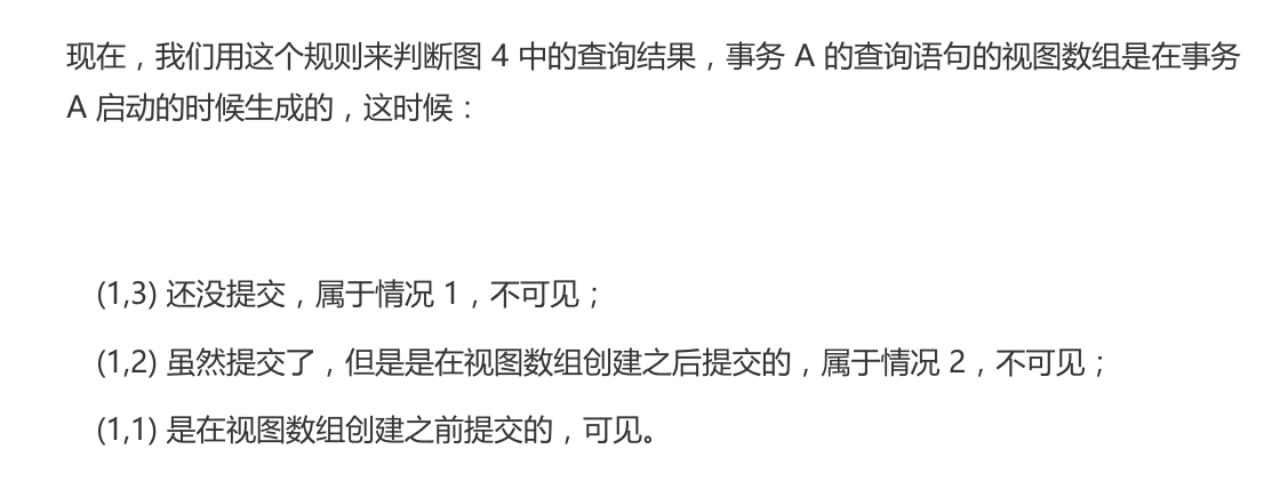 现在，我们用这个规则来判断图 4 中的查询结果，事务 A 的查询语句的视图数组是在事务
A 启动的时候生成的，这时候：
(1,3) 还没提交，属于情况 1，不可见；
(1,2) 虽然提交了，但是是在视图数组创建之后提交的，属于情况 2，不可见；
(1,1) 是在视图数组创建之前提交的，可见。